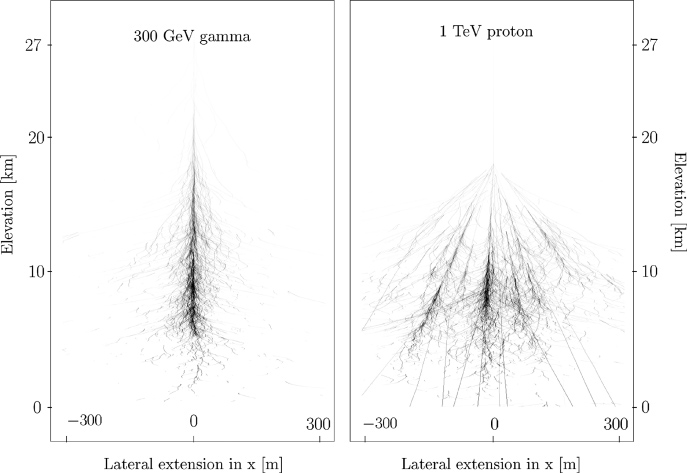 300 GeV gamma
27
20
10
0
Elevation [km]
−300
0
300
Lateral extension in x [m]
1 TeV proton
27
20
10
0
Elevation [km]
−300
0
300
Lateral extension in x [m]